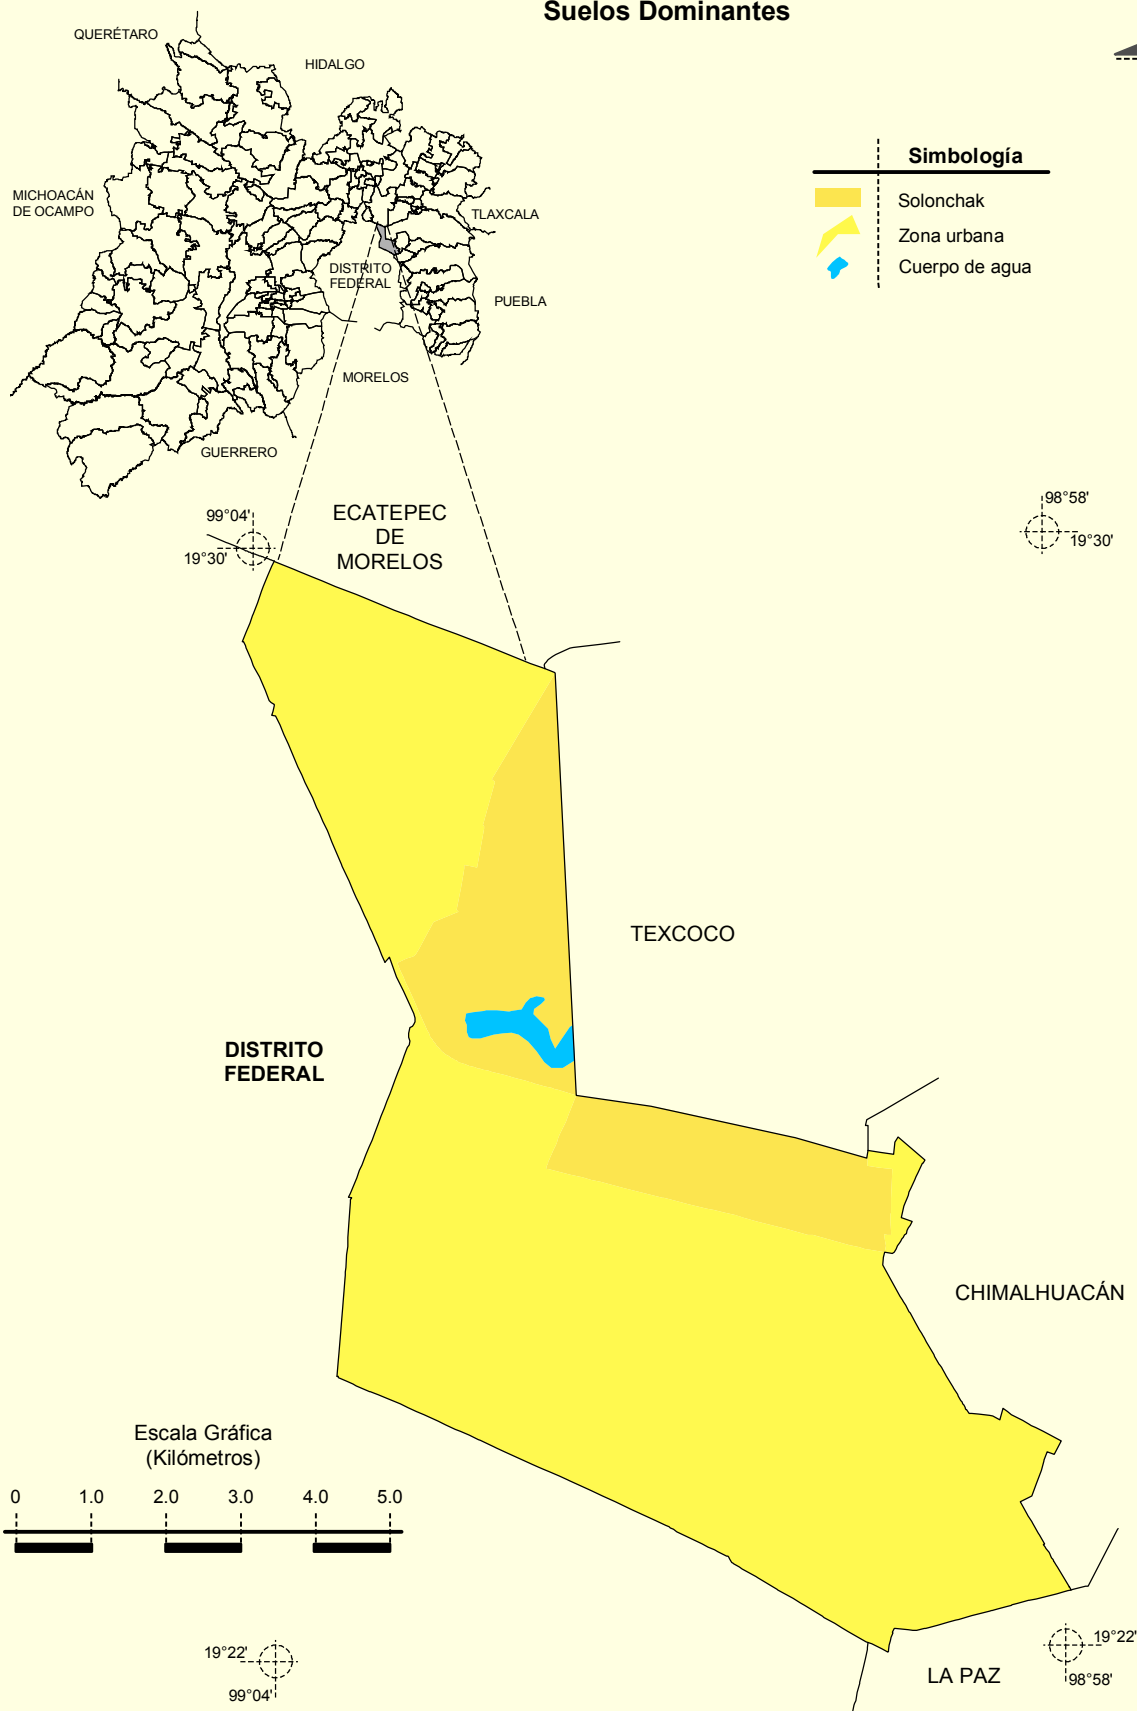 Suelos Dominantes
QUERÉTARO
HIDALGO
MICHOACÁN
DE OCAMPO
TLAXCALA
DISTRITO
FEDERAL
PUEBLA
MORELOS
GUERRERO
Simbología
Solonchak
Zona urbana
Cuerpo de agua
99°04'
19°30'
ECATEPEC
DE
MORELOS
98°58'
19°30'
TEXCOCO
DISTRITO
FEDERAL
CHIMALHUACÁN
Escala Gráfica
(Kilómetros)
0 1.0 2.0 3.0 4.0 5.0
19°22'
99°04'
LA PAZ
19°22'
98°58'